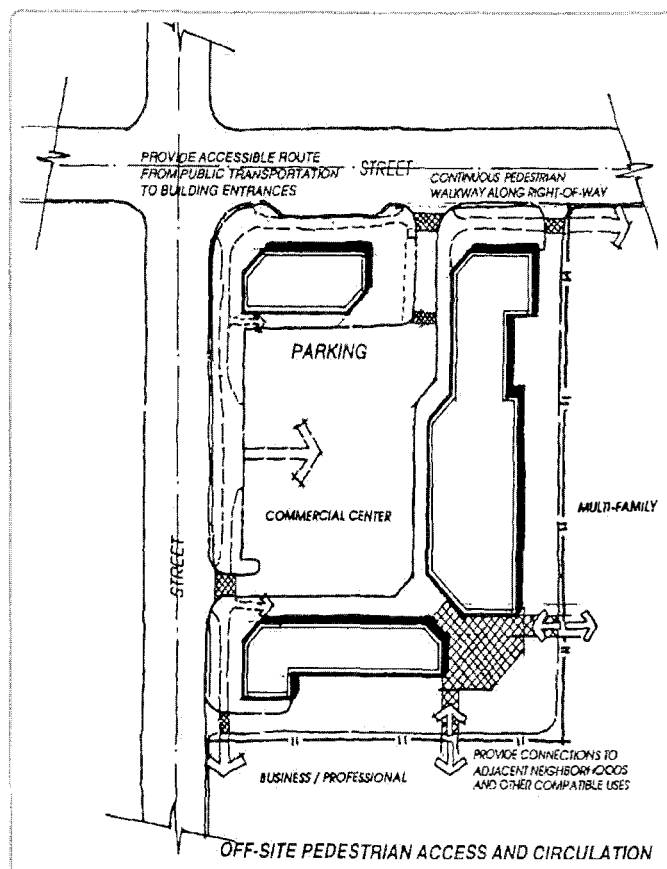 PROVIDE ACCESSIBLE ROUTE
FROM PUBLIC TRANSPORTATION
TO BUILDING ENTRANCES
STREET
CONTINUOUS PEDESTRIAN
WALKWAY ALONG RIGHT-OF-WAY
PARKING
COMMERCIAL CENTER
MULTI-FAMILY
STREET
BUSINESS / PROFESSIONAL
PROVIDE CONNECTIONS TO
ADJACENT NEIGHBORHOODS
AND OTHER COMPATIBLE USES
OFF-SITE PEDESTRIAN ACCESS AND CIRCULATION